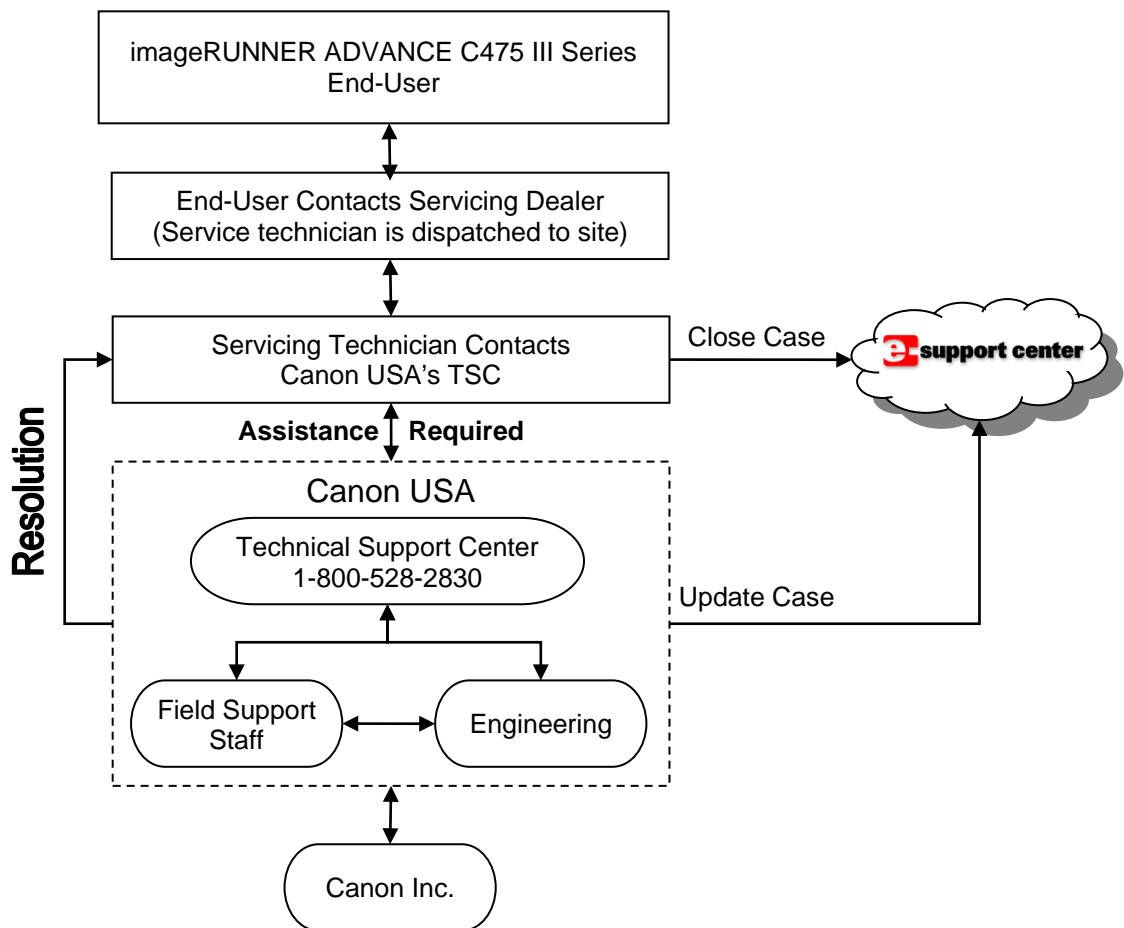 imageRUNNER ADVANCE C475 III Series
End-User
End-User Contacts Servicing Dealer
(Service technician is dispatched to site)
Servicing Technician Contacts
Canon USA's TSC
Close Case
e-support center
Assistance Required
Resolution
Canon USA
Technical Support Center
1-800-528-2830
Update Case
Field Support
Staff
Engineering
Canon Inc.